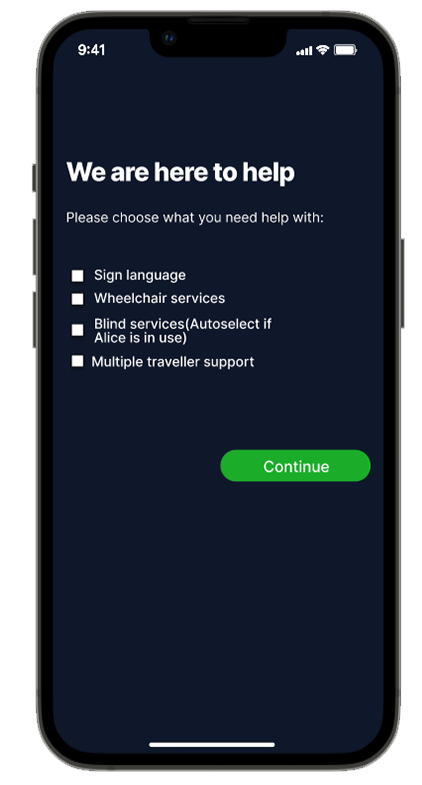 9:41
We are here to help
Please choose what you need help with:
Sign language
Wheelchair services
Blind services(Autoselect if
Alice is in use)
Multiple traveller support
Continue